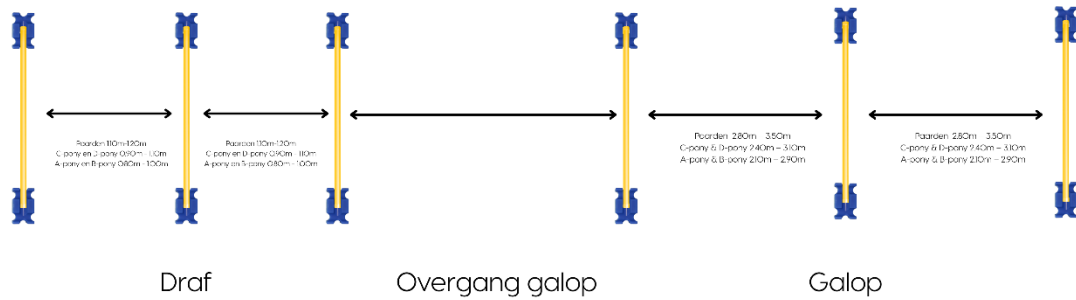 Paarden 1.10m-1.20m
C-pony en D-pony 0.90m - 1.10m
A-pony en B-pony 0.80m - 1.00m
Paarden 1.10m-1.20m
C-pony en D-pony 0.90m - 1.10m
A-pony en B-pony 0.80m - 1.00m
Paarden 2.80m – 3.50m
C-pony & D-pony 2.40m – 3.10m
A-pony & B-pony 2.10m – 2.90m
Paarden 2.80m – 3.50m
C-pony & D-pony 2.40m – 3.10m
A-pony & B-pony 2.10m – 2.90m
Draf
Overgang galop
Galop